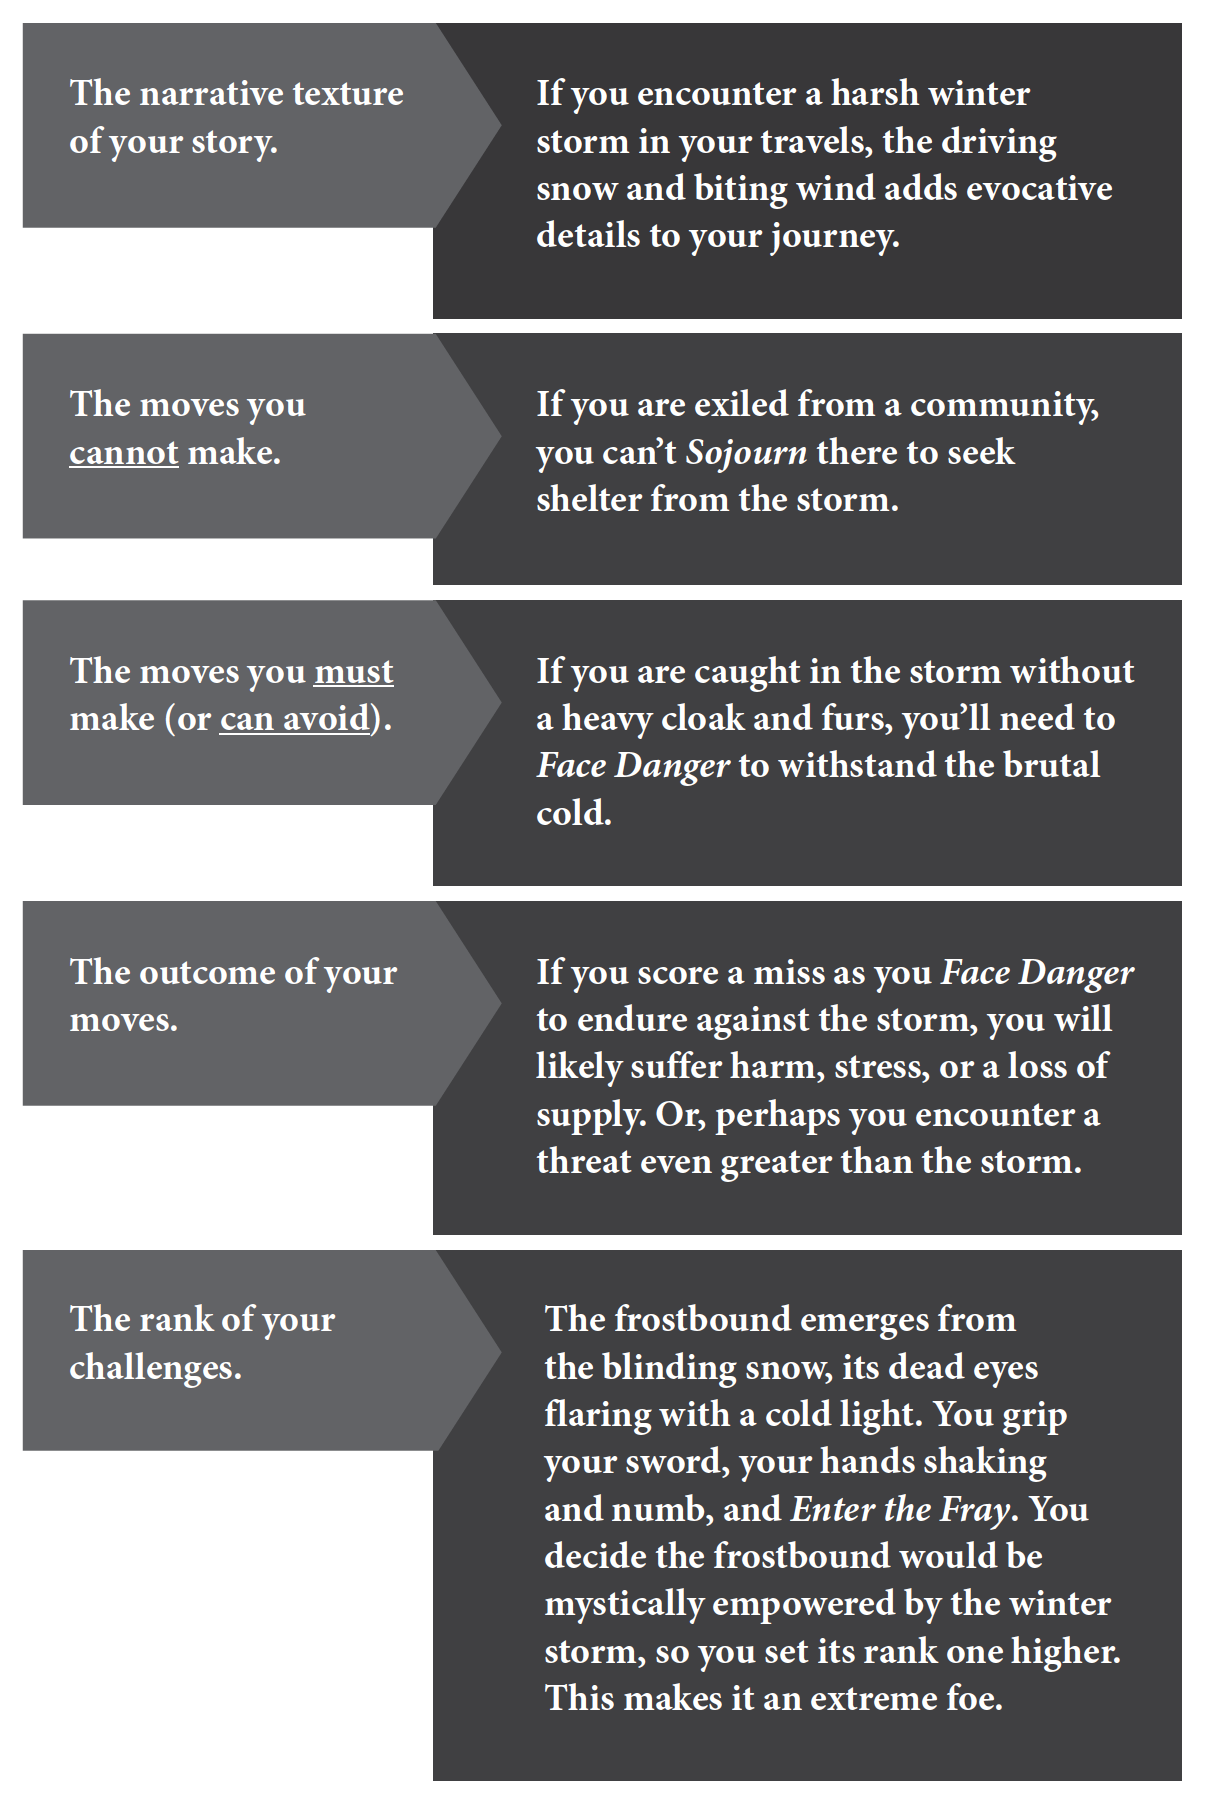 The narrative texture
of your story.
If you encounter a harsh winter
storm in your travels, the driving
snow and biting wind adds evocative
details to your journey.
The moves you
cannot make.
If you are exiled from a community,
you can’t Sojourn there to seek
shelter from the storm.
The moves you must
make (or can avoid).
If you are caught in the storm without
a heavy cloak and furs, you’ll need to
Face Danger to withstand the brutal
cold.
The outcome of your
moves.
If you score a miss as you Face Danger
to endure against the storm, you will
likely suffer harm, stress, or a loss of
supply. Or, perhaps you encounter a
threat even greater than the storm.
The rank of your
challenges.
The frostbound emerges from
the blinding snow, its dead eyes
flaring with a cold light. You grip
your sword, your hands shaking
and numb, and Enter the Fray. You
decide the frostbound would be
mystically empowered by the winter
storm, so you set its rank one higher.
This makes it an extreme foe.